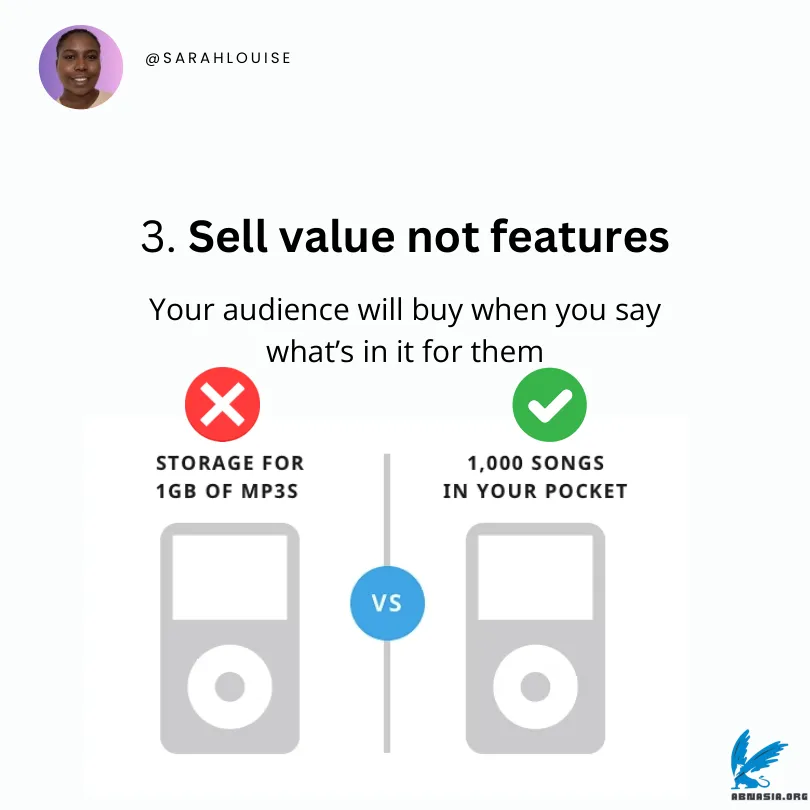 @SARAHLOUISE
3. Sell value not features
Your audience will buy when you say
what's in it for them
STORAGE FOR
1GB OF MP3S
1,000 SONGS
IN YOUR POCKET
VS
ABNASIA.ORG